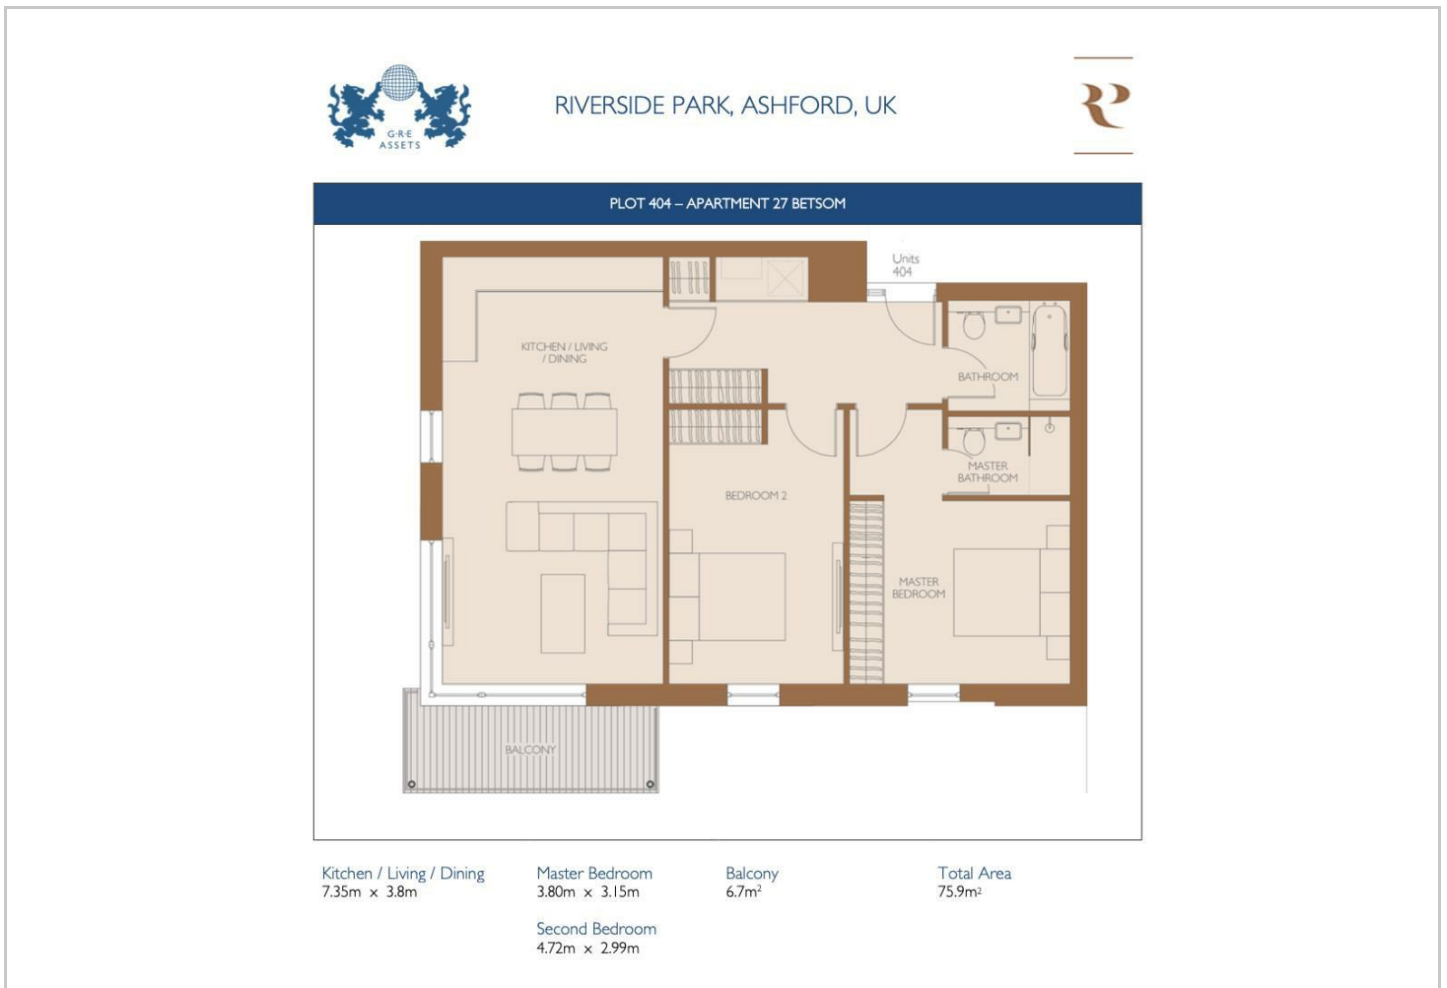 G·R·E
ASSETS
RIVERSIDE PARK, ASHFORD, UK
PLOT 404 – APARTMENT 27 BETSOM
Units
404
KITCHEN / LIVING
/ DINING
BATHROOM
MASTER
BATHROOM
BEDROOM 2
MASTER
BEDROOM
BALCONY
Kitchen / Living / Dining
7.35m x 3.8m
Master Bedroom
3.80m x 3.15m
Second Bedroom
4.72m x 2.99m
Balcony
6.7m²
Total Area
75.9m²